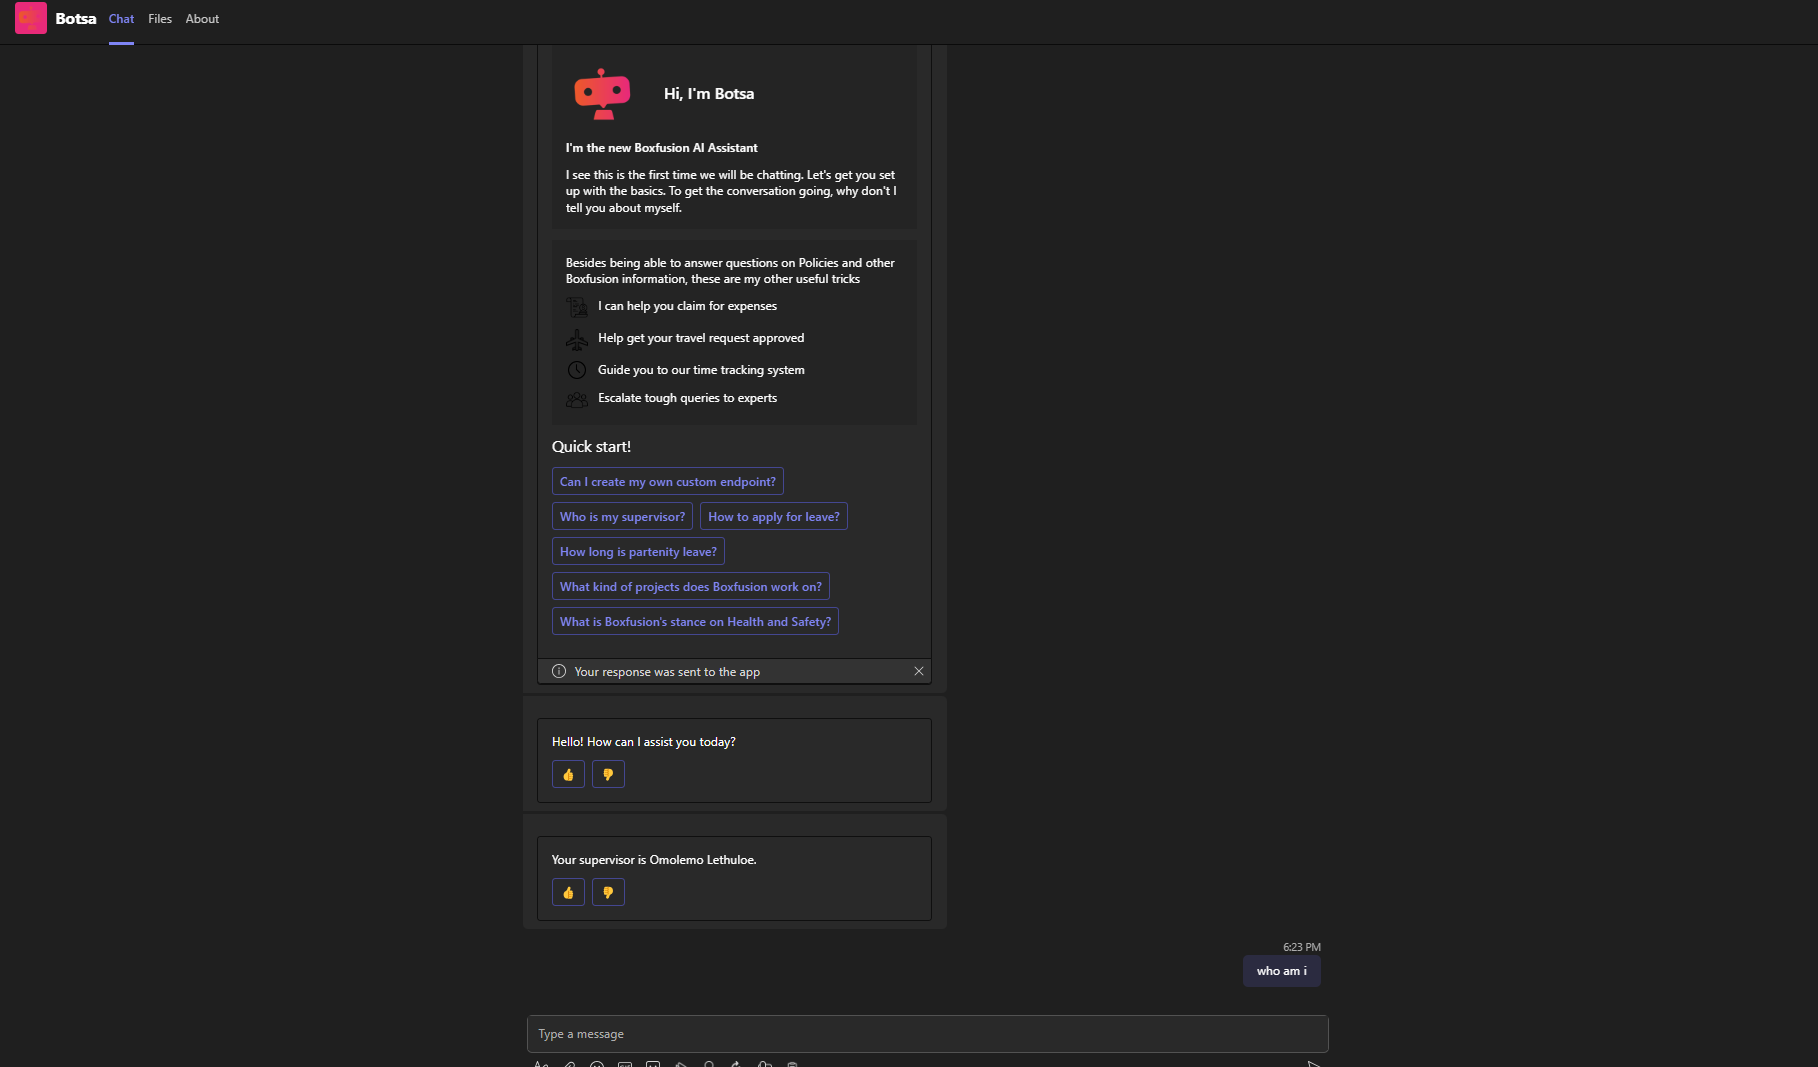 Botsa
Chat
Files
About
Hi, I'm Botsa
I'm the new Boxfusion AI Assistant
I see this is the first time we will be chatting. Let's get you set
up with the basics. To get the conversation going, why don't I
tell you about myself.
Besides being able to answer questions on Policies and other
Boxfusion information, these are my other useful tricks
I can help you claim for expenses
Help get your travel request approved
Guide you to our time tracking system
Escalate tough queries to experts
Quick start!
Can I create my own custom endpoint?
Who is my supervisor?
How to apply for leave?
How long is partenity leave?
What kind of projects does Boxfusion work on?
What is Boxfusion's stance on Health and Safety?
Your response was sent to the app
Hello! How can I assist you today?
Your supervisor is Omolemo Lethuloe.
6:23 PM
who am i
Type a message